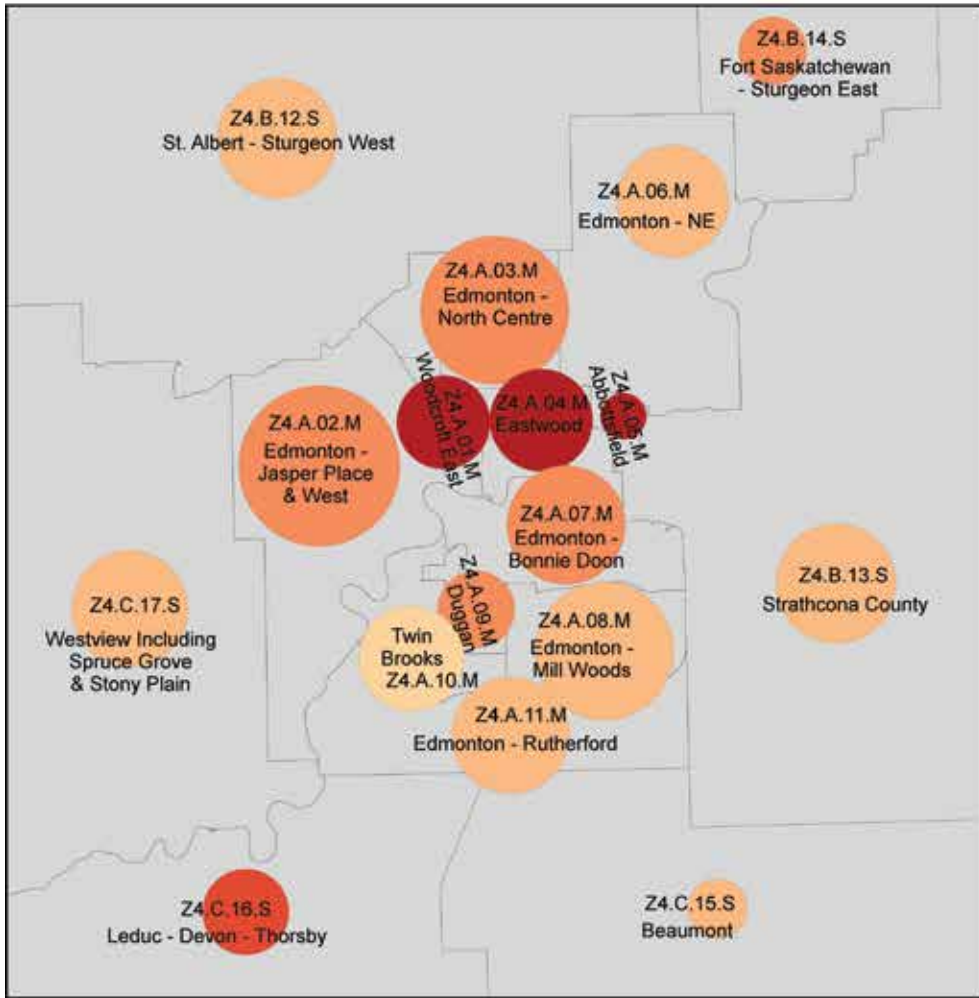 Z4.B.14.S
Fort Saskatchewan
- Sturgeon East
Z4.B.12.S
St. Albert - Sturgeon West
Z4.A.06.M
Edmonton - NE
Z4.A.03.M
Edmonton -
North Centre
Z4.A.01.M
Woodcroft East
Z4.A.04.M
Eastwood
Z4.A.05.M
Abbottsfield
Z4.A.02.M
Edmonton -
Jasper Place
& West
Z4.A.07.M
Edmonton -
Bonnie Doon
Z4.B.13.S
Strathcona County
Z4.C.17.S
Westview Including
Spruce Grove
& Stony Plain
Z4.A.09.M
Duggan
Twin
Brooks
Z4.A.10.M
Z4.A.08.M
Edmonton -
Mill Woods
Z4.A.11.M
Edmonton - Rutherford
Z4.C.16.S
Leduc - Devon - Thorsby
Z4.C.15.S
Beaumont